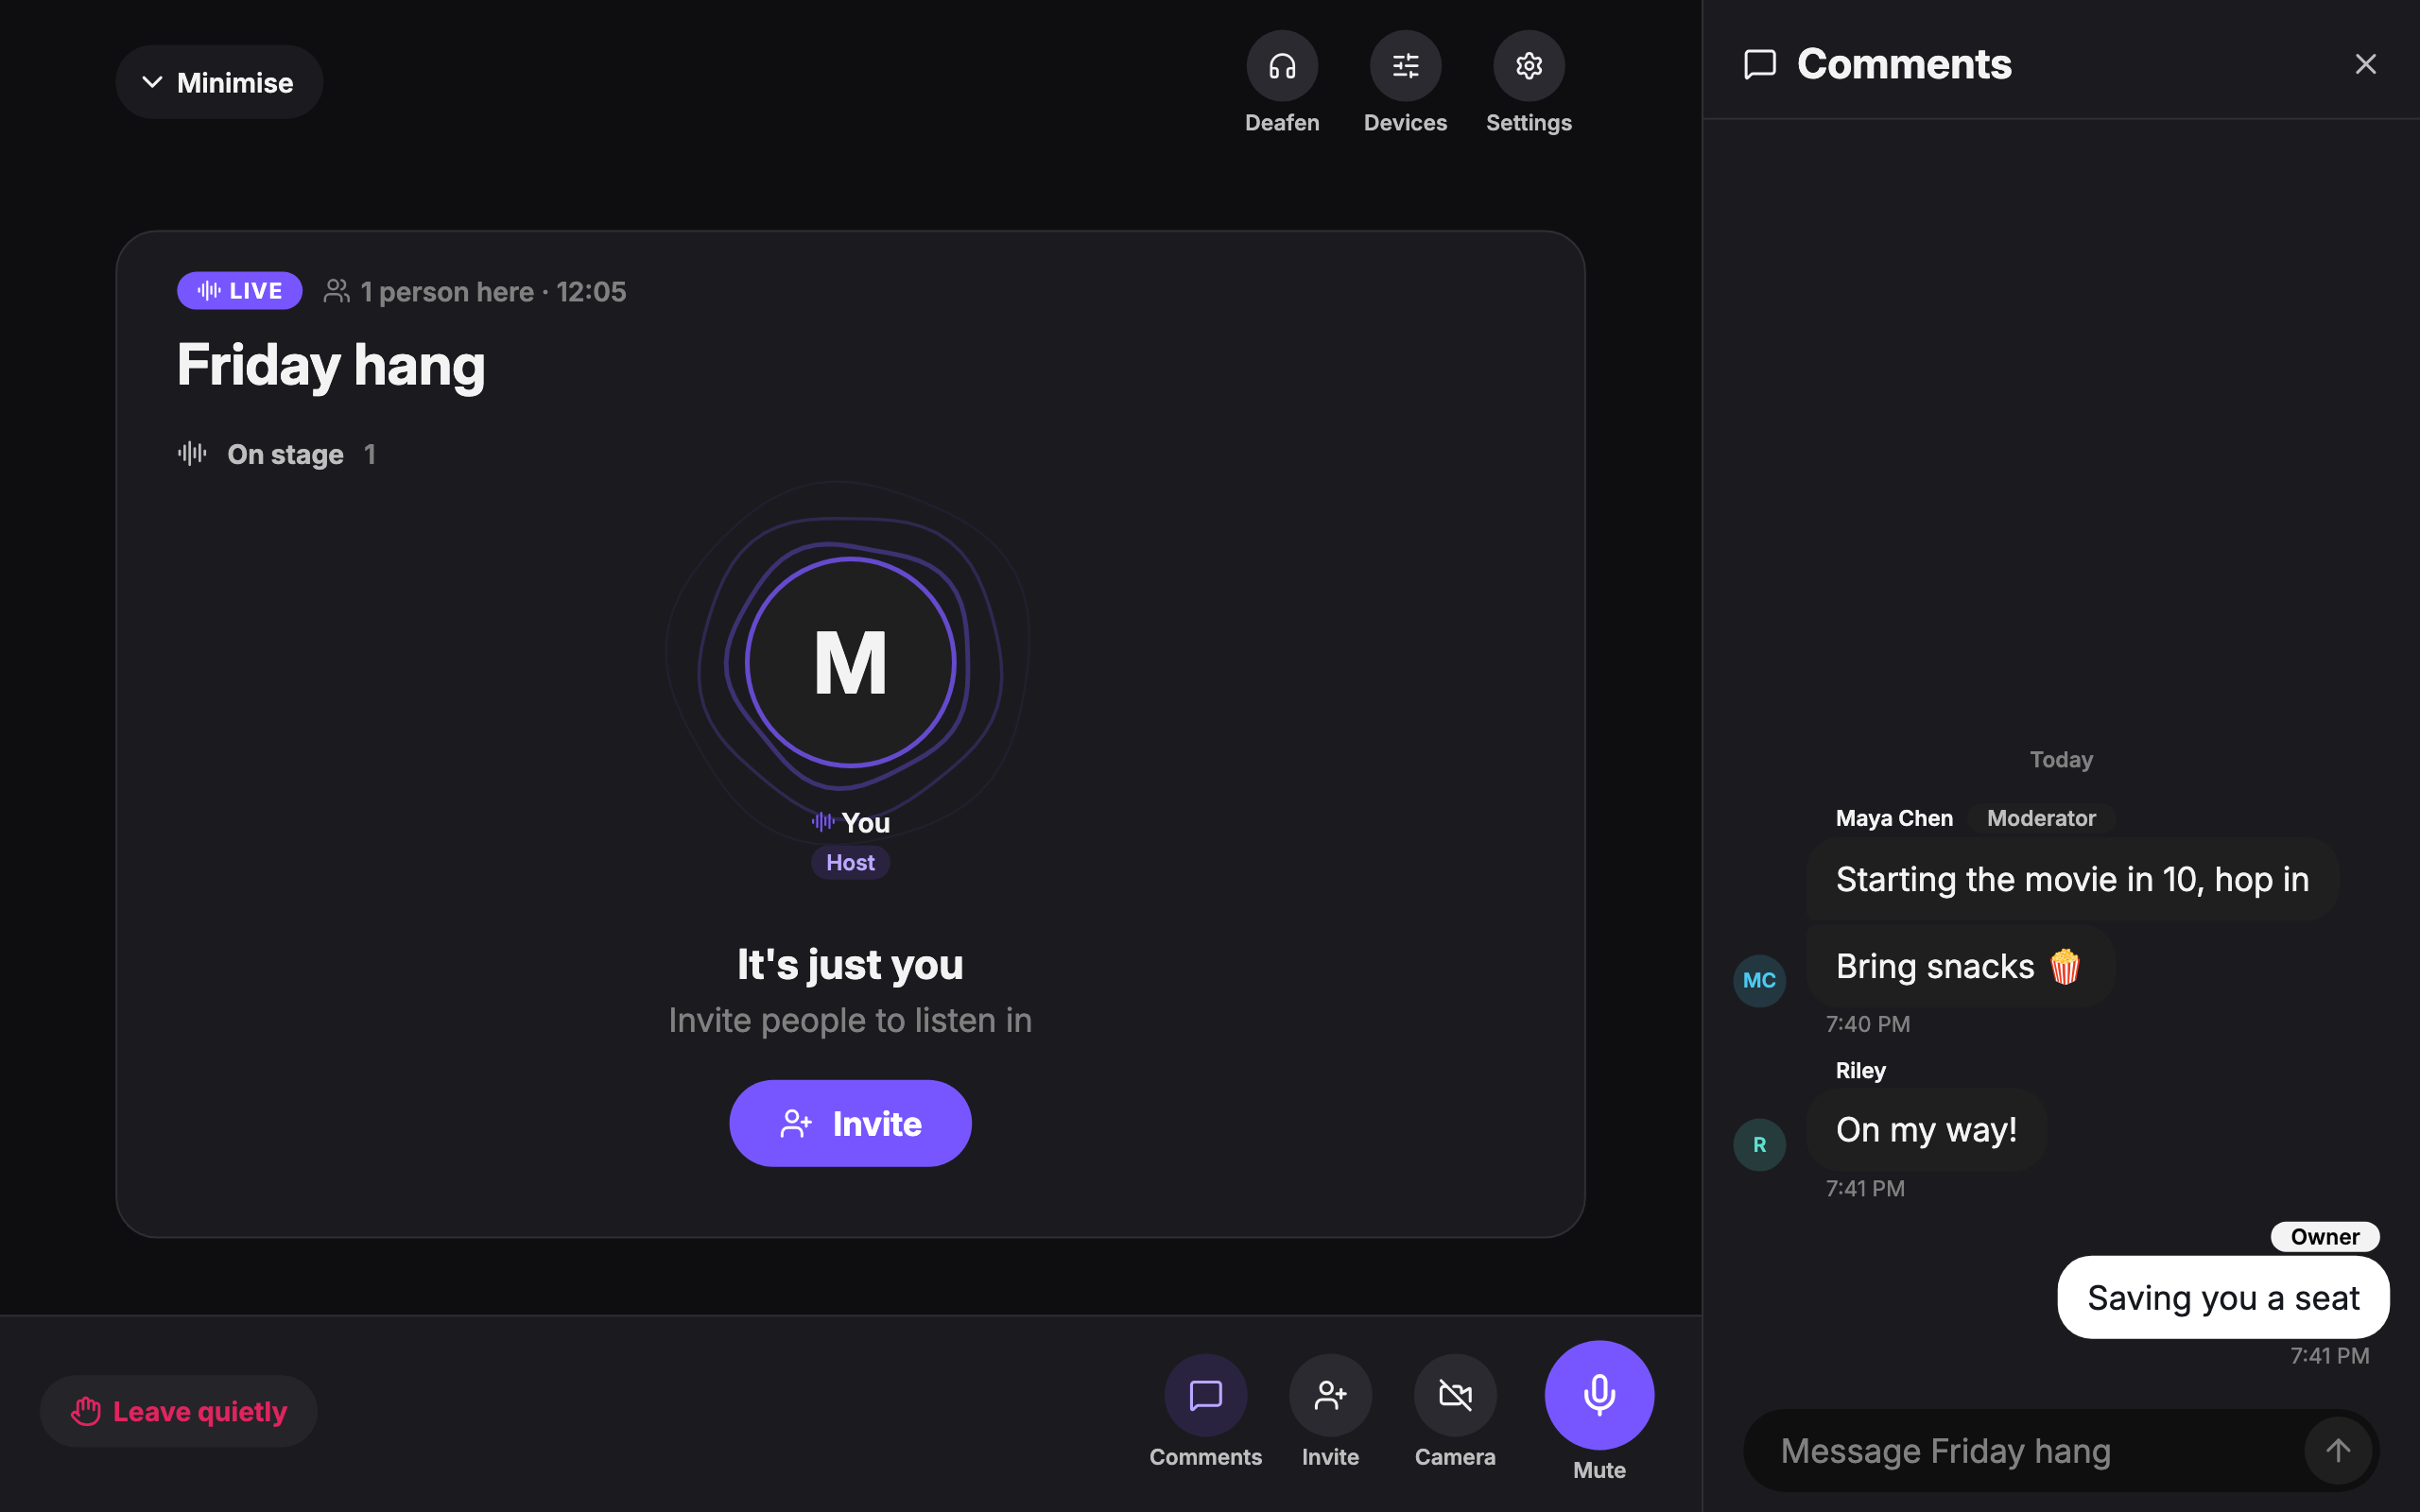 Minimise
Deafen
Devices
Settings
LIVE
1 person here · 12:05
Friday hang
On stage 1
M
You
Host
It's just you
Invite people to listen in
Invite
Leave quietly
Comments
Invite
Camera
Mute
Comments
Today
Maya Chen Moderator
Starting the movie in 10, hop in
MC
Bring snacks 🍿
7:40 PM
Riley
R
On my way!
7:41 PM
Owner
Saving you a seat
7:41 PM
Message Friday hang